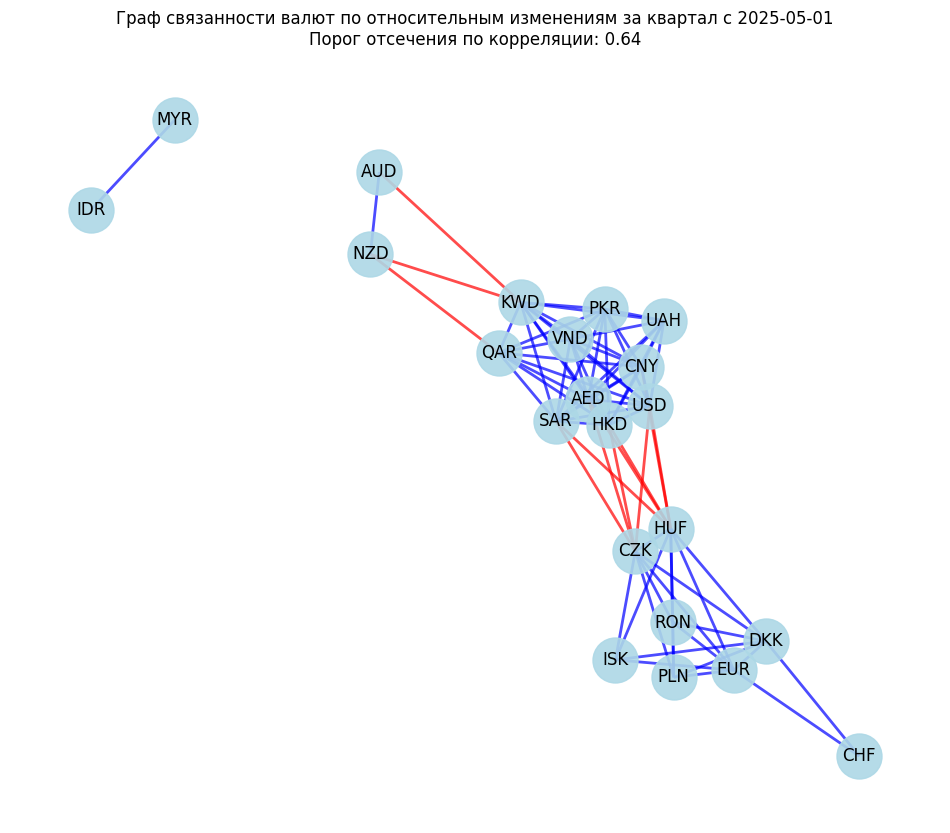 Граф связанности валют по относительным изменениям за квартал с 2025-05-01
Порог отсечения по корреляции: 0.64
MYR
AUD
IDR
NZD
KWD
PKR
UAH
VND
QAR
CNY
AED
USD
SAR
HKD
HUF
CZK
RON
DKK
ISK
EUR
PLN
CHF